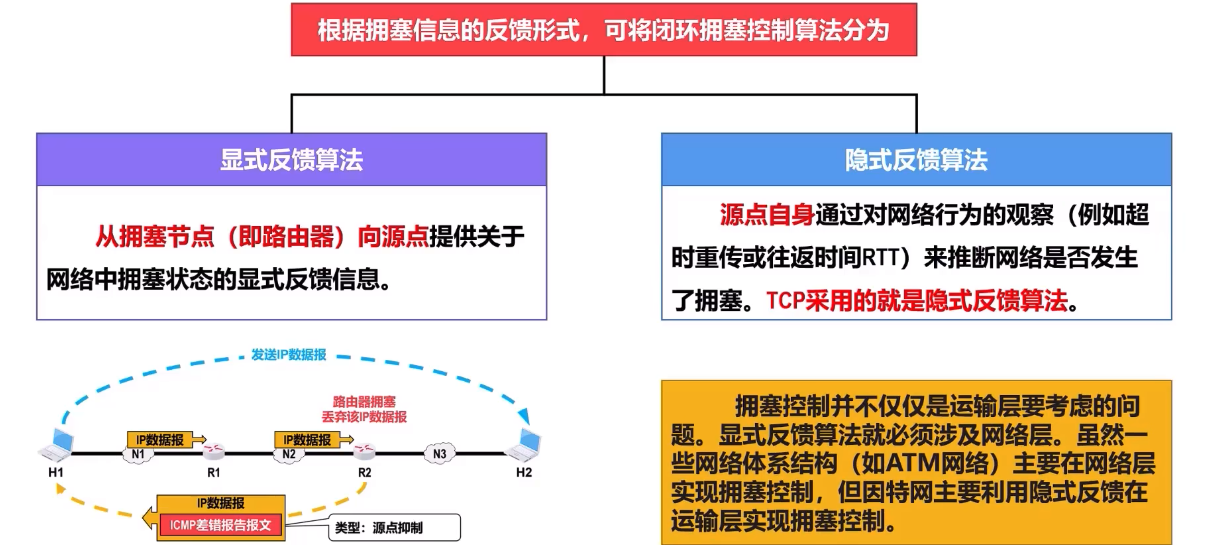 根据拥塞信息的反馈形式，可将闭环拥塞控制算法分为
显式反馈算法
从拥塞节点（即路由器）向源点提供关于
网络中拥塞状态的显式反馈信息。
隐式反馈算法
源点自身通过对网络行为的观察（例如超
时重传或往返时间RTT）来推断网络是否发生
了拥塞。TCP采用的就是隐式反馈算法。
发送IP数据报
路由器拥塞
丢弃该IP数据报
IP数据报
IP数据报
N1
N2
N3
H1
R1
R2
H2
IP数据报
ICMP差错报告报文
类型：源点抑制
拥塞控制并不仅仅是运输层要考虑的问
题。显式反馈算法就必须涉及网络层。虽然一
些网络体系结构（如ATM网络）主要在网络层
实现拥塞控制，但因特网主要利用隐式反馈在
运输层实现拥塞控制。